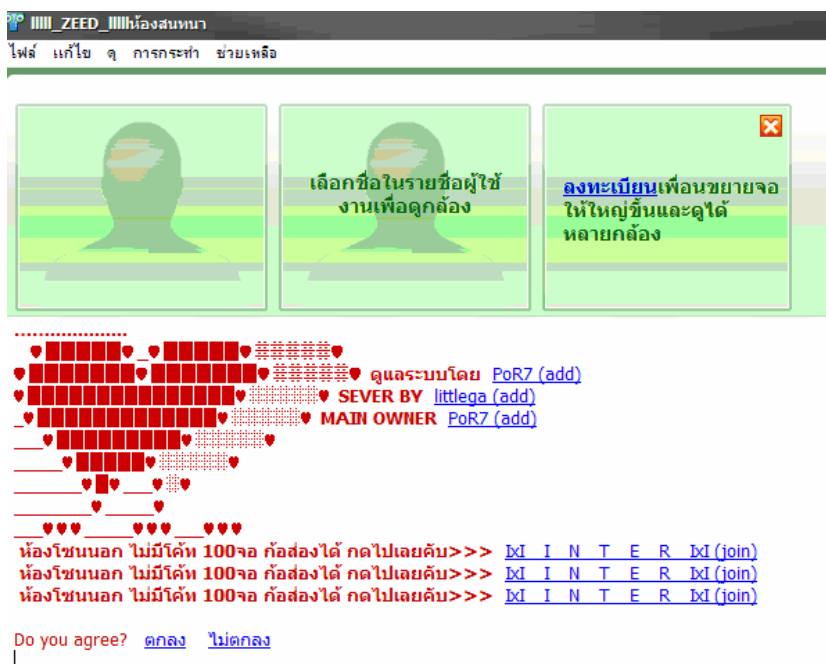 IIIII_ZEED_IIIIIห้องสนทนา
ไฟล์ แก้ไข ดู การกระทำ ช่วยเหลือ
เลือกชื่อในรายชื่อผู้ใช้
งานเพื่อดูกล้อง
ลงทะเบียนเพื่อนขยายจอ
ให้ใหญ่ขึ้นและดูได้
หลายกล้อง
....................
_♥█████♥_♥█████♥░░░░░♥
♥███████♥███████♥░░░░░♥ ดูแลระบบโดย PoR7 (add)
♥███████████████♥░░░░░♥ SEVER BY littlega (add)
_♥█████████████♥░░░░░♥ MAIN OWNER PoR7 (add)
___♥█████████♥░░░░░♥
_____♥█████♥░░░░░♥
_______♥█♥___♥░♥
________♥_____♥
___♥♥♥_____♥♥♥___♥♥♥
ห้องโซนนอก ไม่มีโค้ท 100จอ ก้อส่องได้ กดไปเลยคับ>>> IxI I N T E R IxI (join)
ห้องโซนนอก ไม่มีโค้ท 100จอ ก้อส่องได้ กดไปเลยคับ>>> IxI I N T E R IxI (join)
ห้องโซนนอก ไม่มีโค้ท 100จอ ก้อส่องได้ กดไปเลยคับ>>> IxI I N T E R IxI (join)
Do you agree? ตกลง ไม่ตกลง